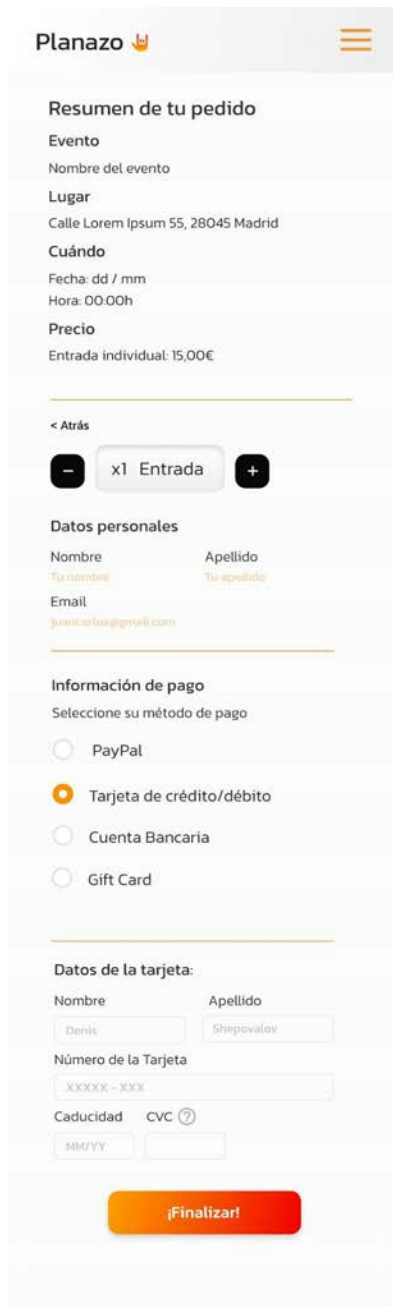 Planazo
Resumen de tu pedido
Evento
Nombre del evento
Lugar
Calle Lorem Ipsum 55, 28045 Madrid
Cuándo
Fecha: dd / mm
Hora: 00:00h
Precio
Entrada individual: 15,00€
< Atrás
- x1 Entrada +
Datos personales
Nombre Apellido
Tu nombre Tu apellido
Email
juancarlos@gmail.com
Información de pago
Seleccione su método de pago
PayPal
Tarjeta de crédito/débito
Cuenta Bancaria
Gift Card
Datos de la tarjeta:
Nombre Apellido
Denis Shepovalov
Número de la Tarjeta
XXXXX - XXX
Caducidad CVC ?
MM/YY
¡Finalizar!